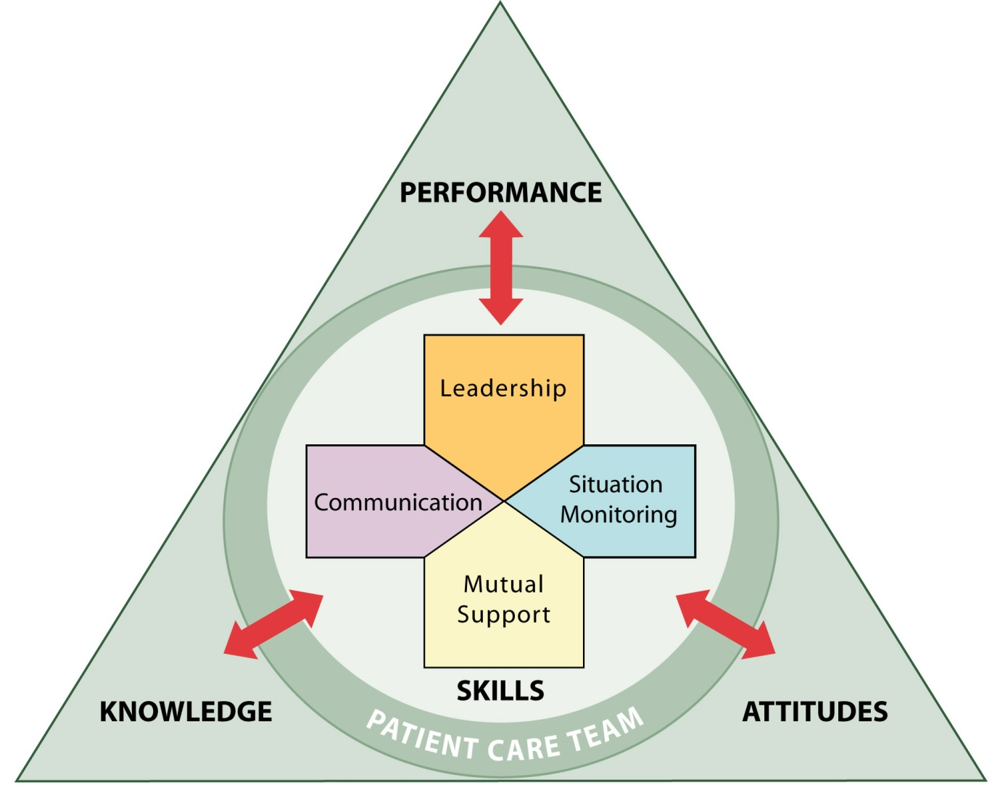 PERFORMANCE
Leadership
Communication
Situation
Monitoring
Mutual
Support
SKILLS
KNOWLEDGE
ATTITUDES
PATIENT CARE TEAM